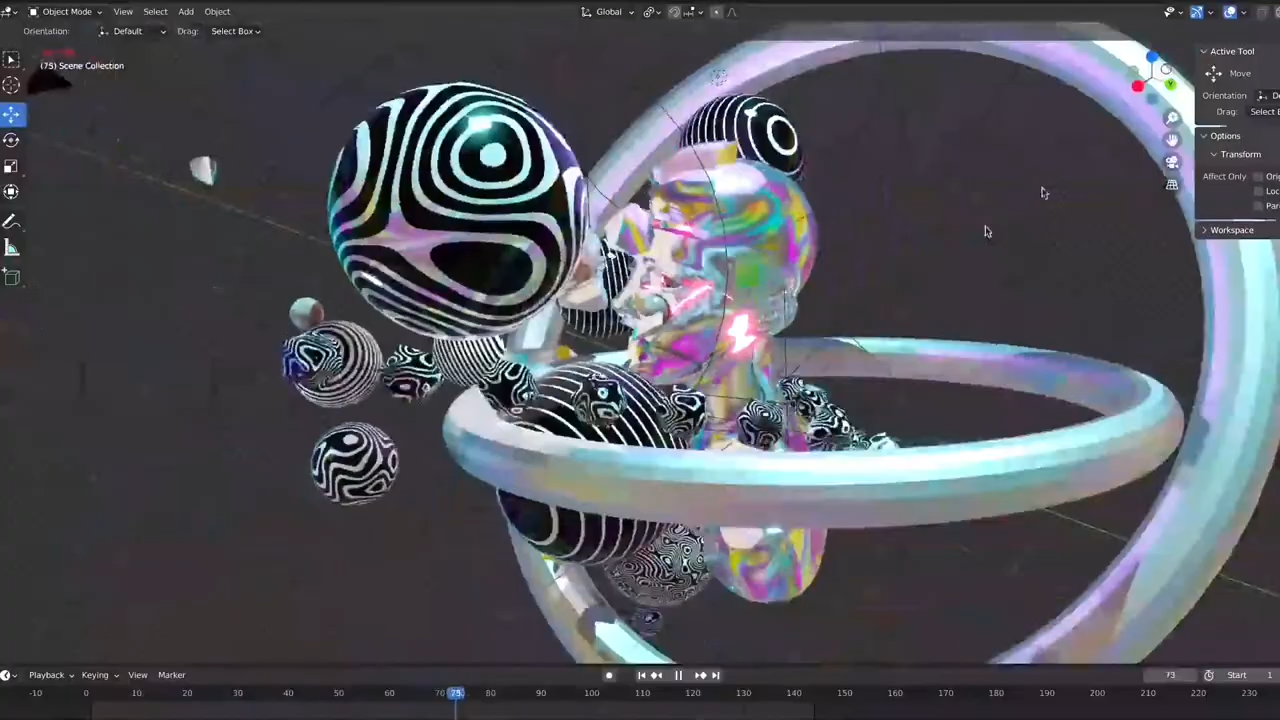 Object Mode View Select Add Object Global
Orientation: Default Drag: Select Box
(75) Scene Collection
Active Tool
Move
Orientation
Drag: Select B
Options
Transform
Affect Only
Workspace
Playback Keying View Marker 73 Start 1
-10 0 10 20 30 40 50 60 70 75 80 90 100 110 120 130 140 150 160 170 180 190 200 210 220 230